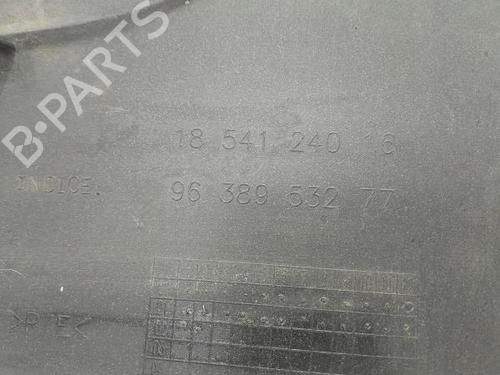 B-PARTS
18 541 240 16
INDICE.
96 389 532 77
>P/E<